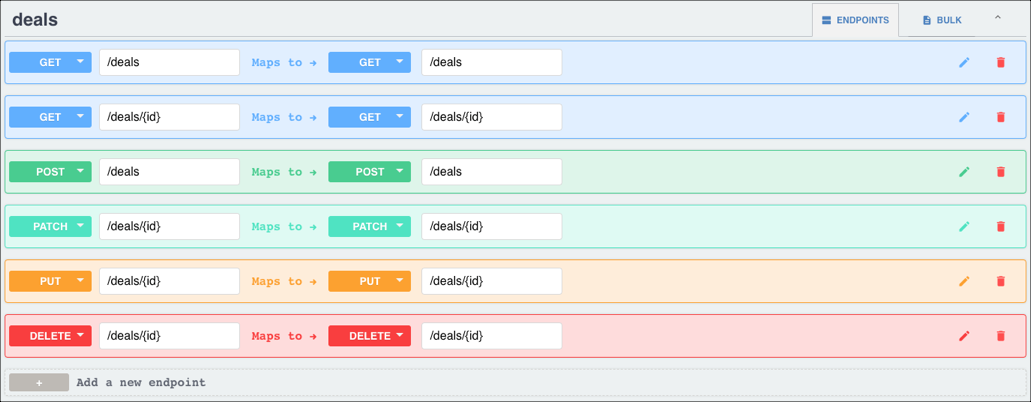 deals ENDPOINTS BULK
GET /deals Maps to → GET /deals
GET /deals/{id} Maps to → GET /deals/{id}
POST /deals Maps to → POST /deals
PATCH /deals/{id} Maps to → PATCH /deals/{id}
PUT /deals/{id} Maps to → PUT /deals/{id}
DELETE /deals/{id} Maps to → DELETE /deals/{id}
+ Add a new endpoint